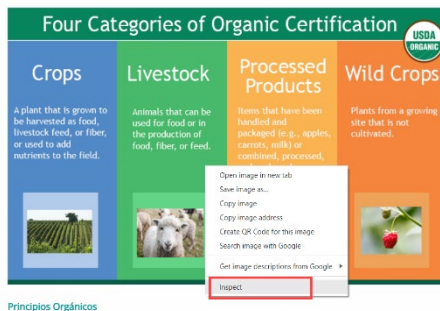 Four Categories of Organic Certification
USDA
ORGANIC
Crops
A plant that is grown to
be harvested as food,
livestock feed, or fiber,
or used to add
nutrients to the field.
Livestock
Animals that can be
used for food or in
the production of
food, fiber, or feed.
Processed
Products
Items that have been
handled and
packaged (e.g., apples,
carrots, milk) or
combined, processed,
Wild Crops
Plants from a growing
site that is not
cultivated.
Open image in new tab
Save image as...
Copy image
Copy image address
Create QR Code for this image
Search image with Google
Get image descriptions from Google
Inspect
Principios Orgánicos